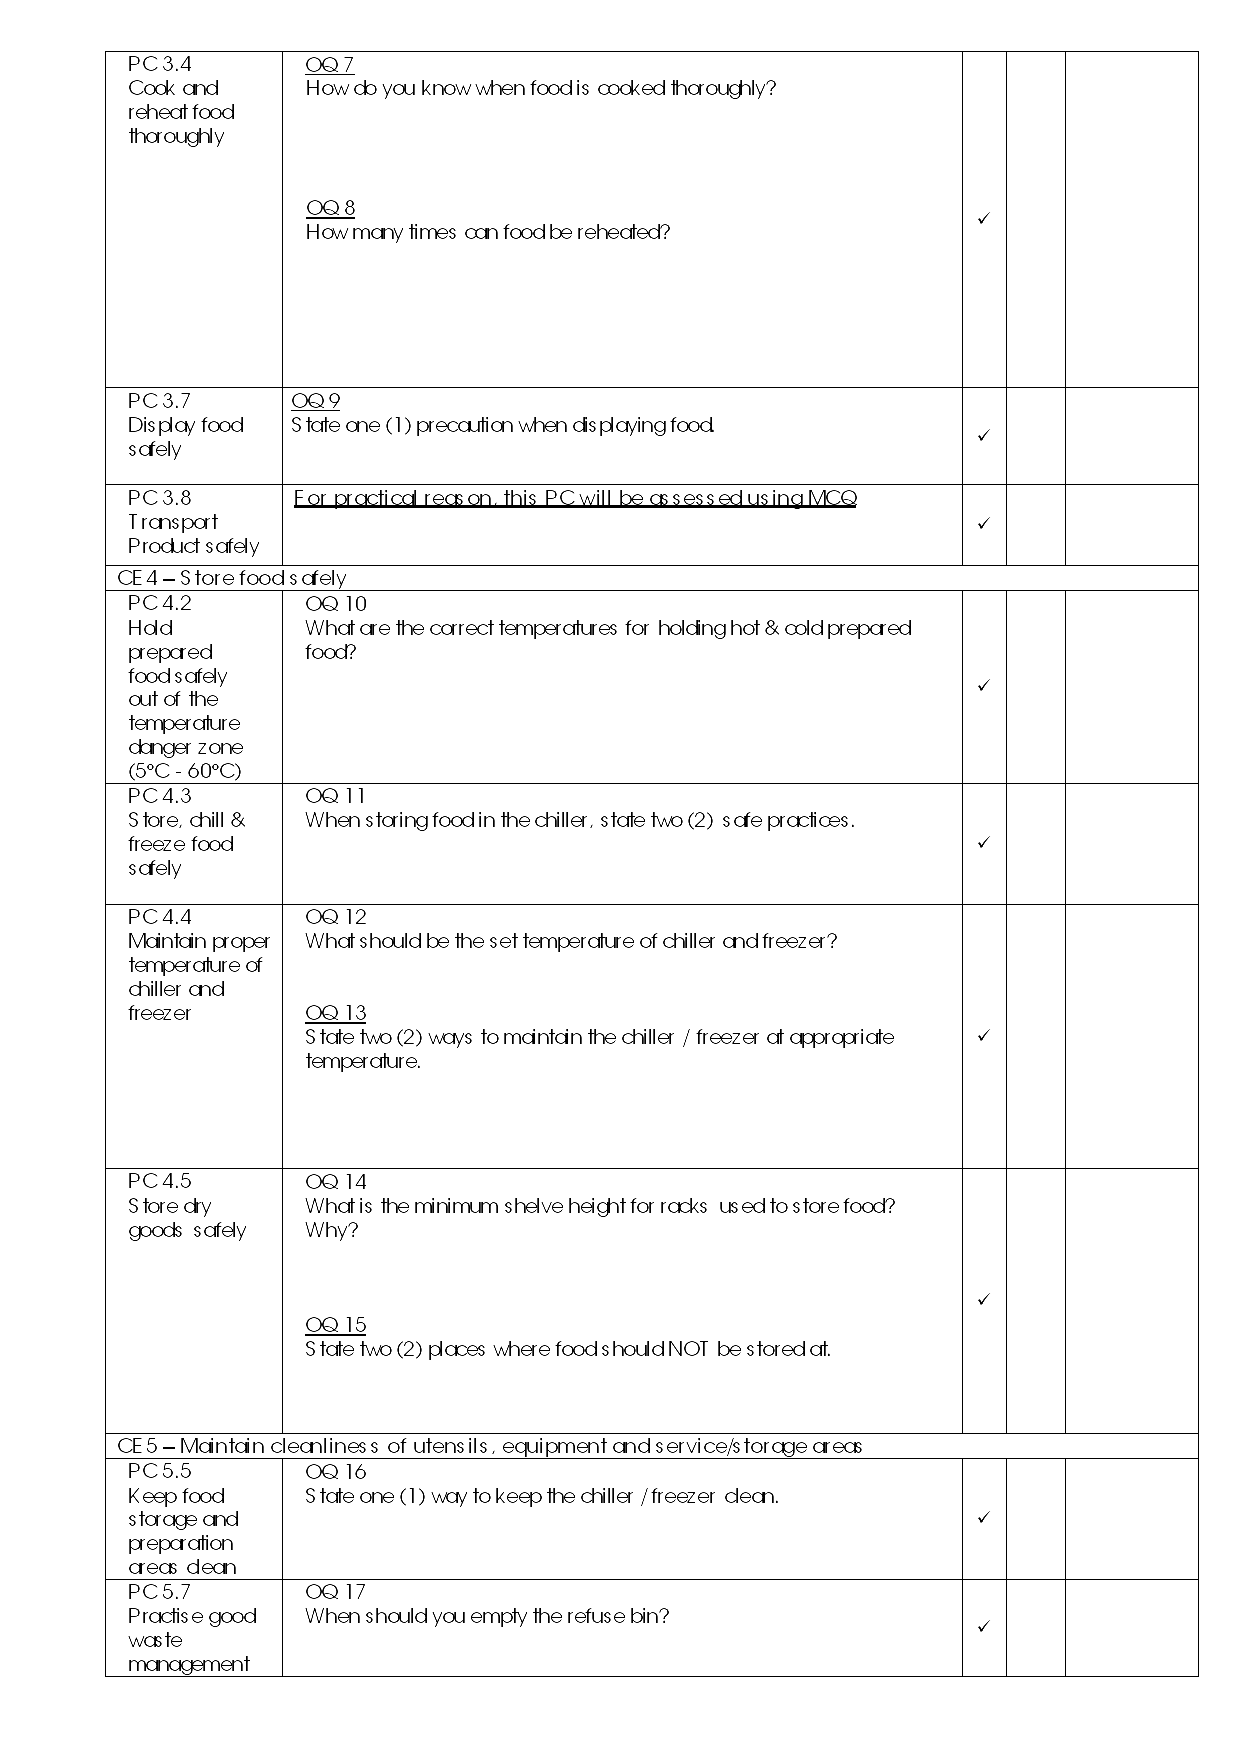 PC 3.4
Cook and
reheat food
thoroughly
OQ 7
How do you know when food is cooked thoroughly?
OQ 8
How many times can food be reheated?
✓
PC 3.7
Display food
safely
OQ 9
State one (1) precaution when displaying food.
✓
PC 3.8
Transport
Product safely
For practical reason, this PC will be assessed using MCQ
✓
CE 4 – Store food safely
PC 4.2
Hold
prepared
food safely
out of the
temperature
danger zone
(5°C - 60°C)
OQ 10
What are the correct temperatures for holding hot & cold prepared
food?
✓
PC 4.3
Store, chill &
freeze food
safely
OQ 11
When storing food in the chiller, state two (2) safe practices.
✓
PC 4.4
Maintain proper
temperature of
chiller and
freezer
OQ 12
What should be the set temperature of chiller and freezer?
OQ 13
State two (2) ways to maintain the chiller / freezer at appropriate
temperature.
✓
PC 4.5
Store dry
goods safely
OQ 14
What is the minimum shelve height for racks used to store food?
Why?
OQ 15
State two (2) places where food should NOT be stored at.
✓
CE 5 – Maintain cleanliness of utensils, equipment and service/storage areas
PC 5.5
Keep food
storage and
preparation
areas clean
OQ 16
State one (1) way to keep the chiller / freezer clean.
✓
PC 5.7
Practise good
waste
management
OQ 17
When should you empty the refuse bin?
✓